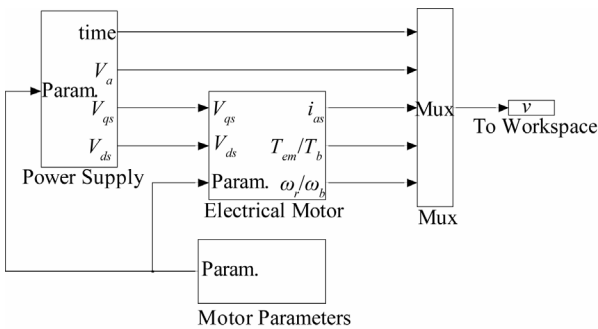 time
V_a
Param.
V_qs
V_ds
Power Supply
V_qs
V_ds
Param.
i_as
T_em/T_b
ω_r/ω_b
Electrical Motor
Mux
Mux
v
To Workspace
Param.
Motor Parameters